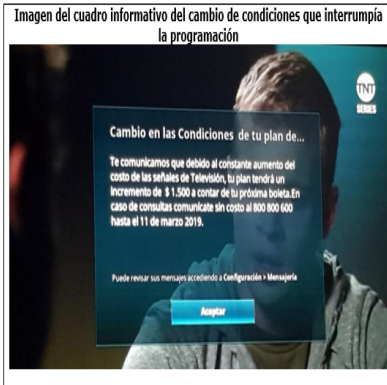 Imagen del cuadro informativo del cambio de condiciones que interrumpía
la programación
TNT
SERIES
Cambio en las Condiciones de tu plan de...
Te comunicamos que debido al constante aumento del
costo de las señales de Televisión, tu plan tendrá un
incremento de $ 1.500 a contar de tu próxima boleta.En
caso de consultas comunícate sin costo al 800 800 600
hasta el 11 de marzo 2019.
Puede revisar sus mensajes accediendo a Configuración > Mensajería
Aceptar